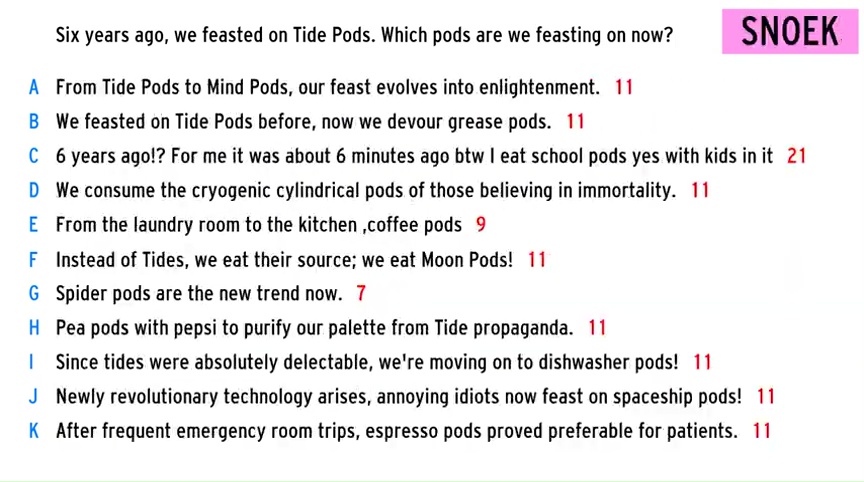 Six years ago, we feasted on Tide Pods. Which pods are we feasting on now?
SNOEK
A From Tide Pods to Mind Pods, our feast evolves into enlightenment. 11
B We feasted on Tide Pods before, now we devour grease pods. 11
C 6 years ago!? For me it was about 6 minutes ago btw I eat school pods yes with kids in it 21
D We consume the cryogenic cylindrical pods of those believing in immortality. 11
E From the laundry room to the kitchen ,coffee pods 9
F Instead of Tides, we eat their source; we eat Moon Pods! 11
G Spider pods are the new trend now. 7
H Pea pods with pepsi to purify our palette from Tide propaganda. 11
I Since tides were absolutely delectable, we're moving on to dishwasher pods! 11
J Newly revolutionary technology arises, annoying idiots now feast on spaceship pods! 11
K After frequent emergency room trips, espresso pods proved preferable for patients. 11